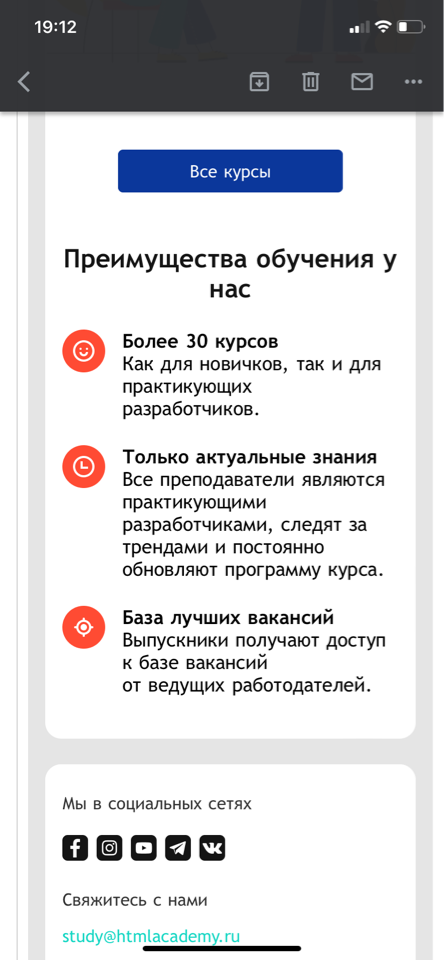 19:12
Все курсы
Преимущества обучения у
нас
Более 30 курсов
Как для новичков, так и для
практикующих
разработчиков.
Только актуальные знания
Все преподаватели являются
практикующими
разработчиками, следят за
трендами и постоянно
обновляют программу курса.
База лучших вакансий
Выпускники получают доступ
к базе вакансий
от ведущих работодателей.
Мы в социальных сетях
Свяжитесь с нами
study@htmlacademy.ru